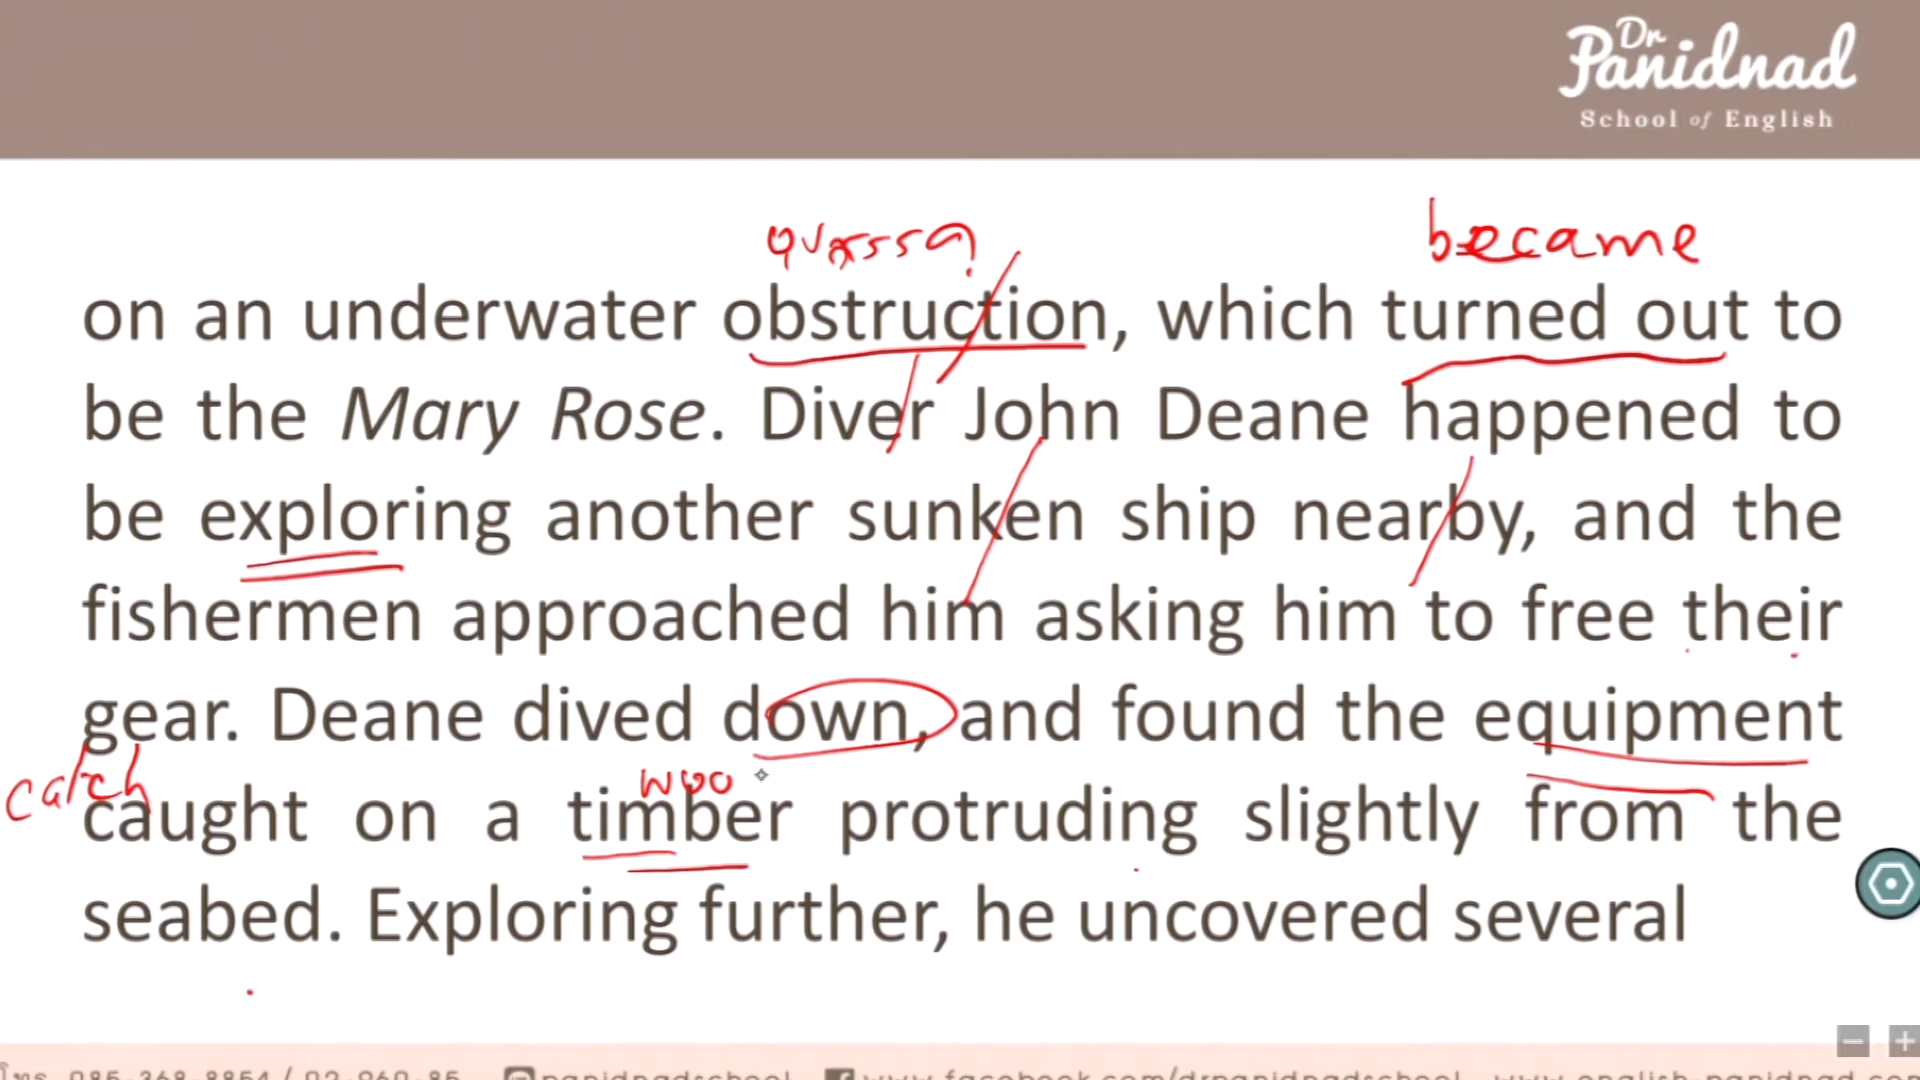 Dr
Panidnad
School of English
became
on an underwater obstruction, which turned out to
be the Mary Rose. Diver John Deane happened to
be exploring another sunken ship nearby, and the
fishermen approached him asking him to free their
gear. Deane dived down, and found the equipment
catch
woo
caught on a timber protruding slightly from the
seabed. Exploring further, he uncovered several